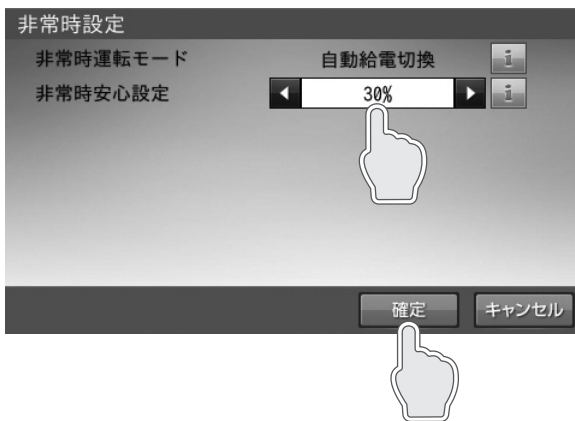 非常時設定
非常時運転モード 自動給電切換 i
非常時安心設定 ◀ 30% ▶ i
確定 キャンセル